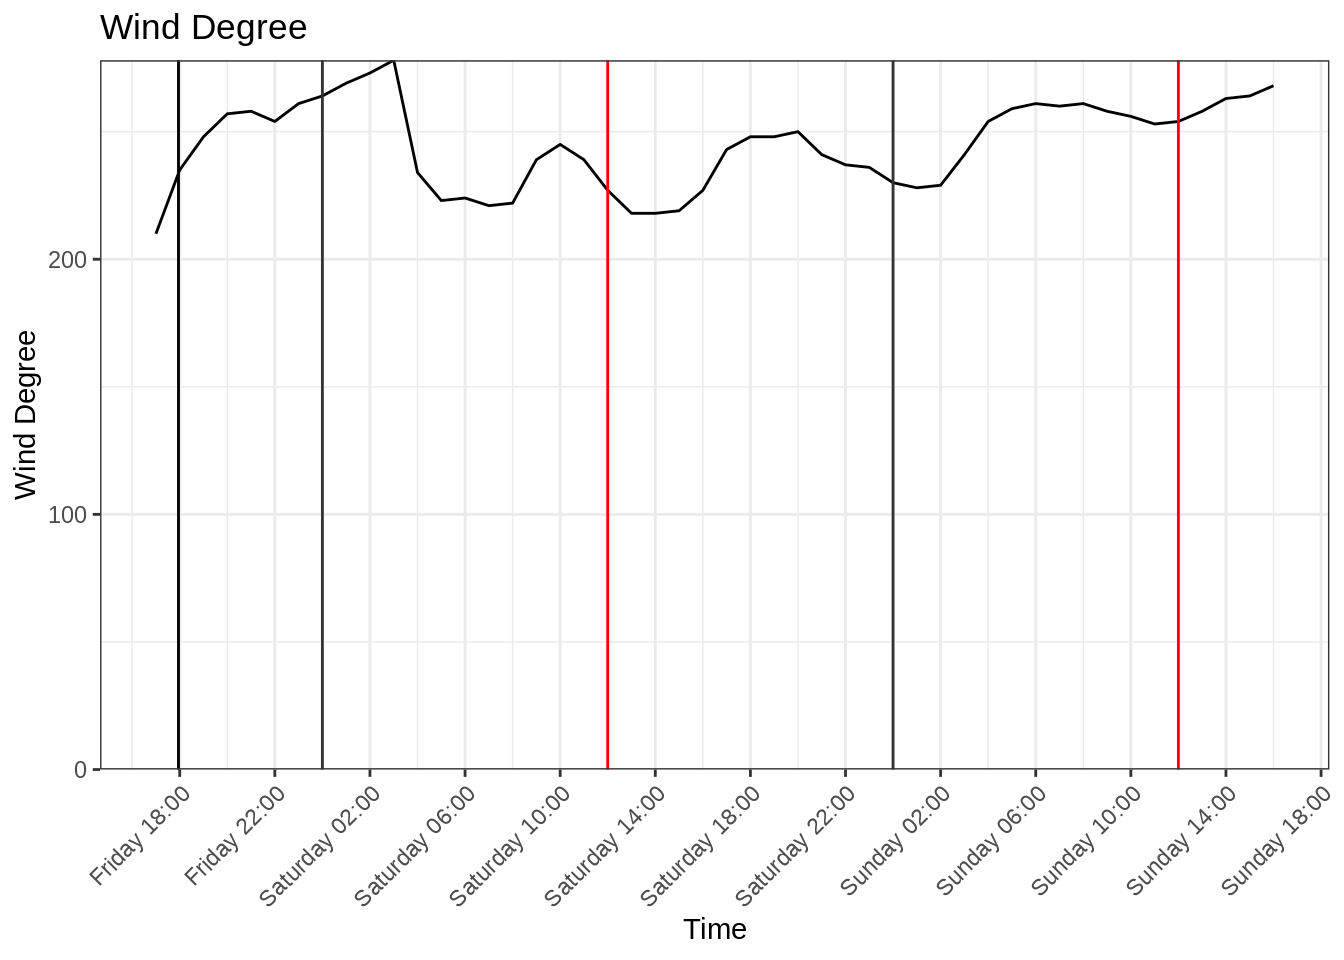 Wind Degree
Wind Degree
200
100
0
Friday 18:00
Friday 22:00
Saturday 02:00
Saturday 06:00
Saturday 10:00
Saturday 14:00
Saturday 18:00
Saturday 22:00
Sunday 02:00
Sunday 06:00
Sunday 10:00
Sunday 14:00
Sunday 18:00
Time